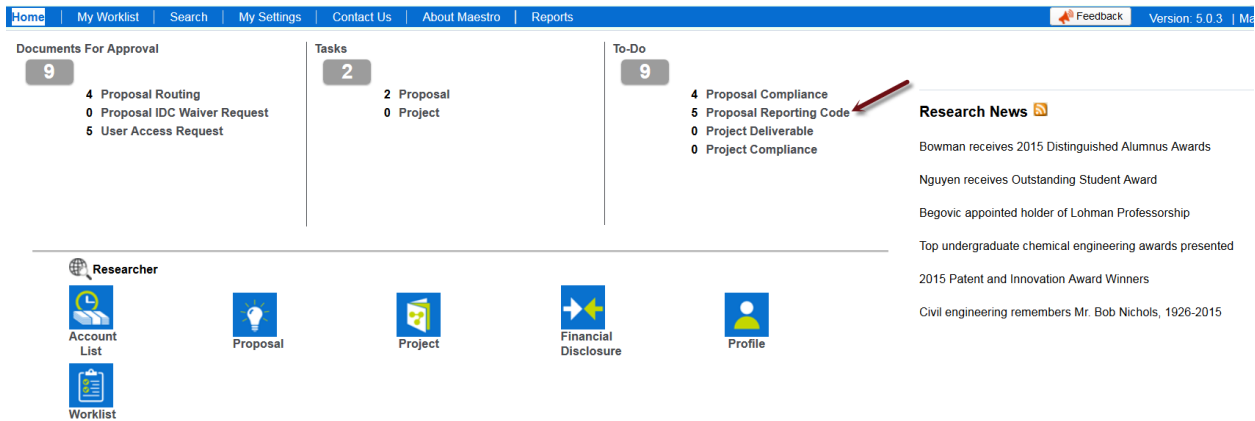 Home | My Worklist | Search | My Settings | Contact Us | About Maestro | Reports
Feedback Version: 5.0.3 | Ma
Documents For Approval
9
4 Proposal Routing
0 Proposal IDC Waiver Request
5 User Access Request
Tasks
2
2 Proposal
0 Project
To-Do
9
4 Proposal Compliance
5 Proposal Reporting Code
0 Project Deliverable
0 Project Compliance
Research News
Bowman receives 2015 Distinguished Alumnus Awards
Nguyen receives Outstanding Student Award
Begovic appointed holder of Lohman Professorship
Top undergraduate chemical engineering awards presented
2015 Patent and Innovation Award Winners
Civil engineering remembers Mr. Bob Nichols, 1926-2015
Researcher
Account
List
Proposal
Project
Financial
Disclosure
Profile
Worklist